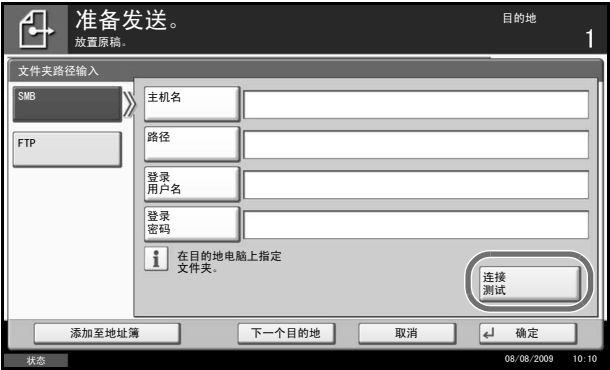 准备发送。
放置原稿。
目的地
1
文件夹路径输入
SMB
FTP
主机名
路径
登录
用户名
登录
密码
在目的地电脑上指定
文件夹。
连接
测试
添加至地址簿
下一个目的地
取消
确定
状态
08/08/2009 10:10